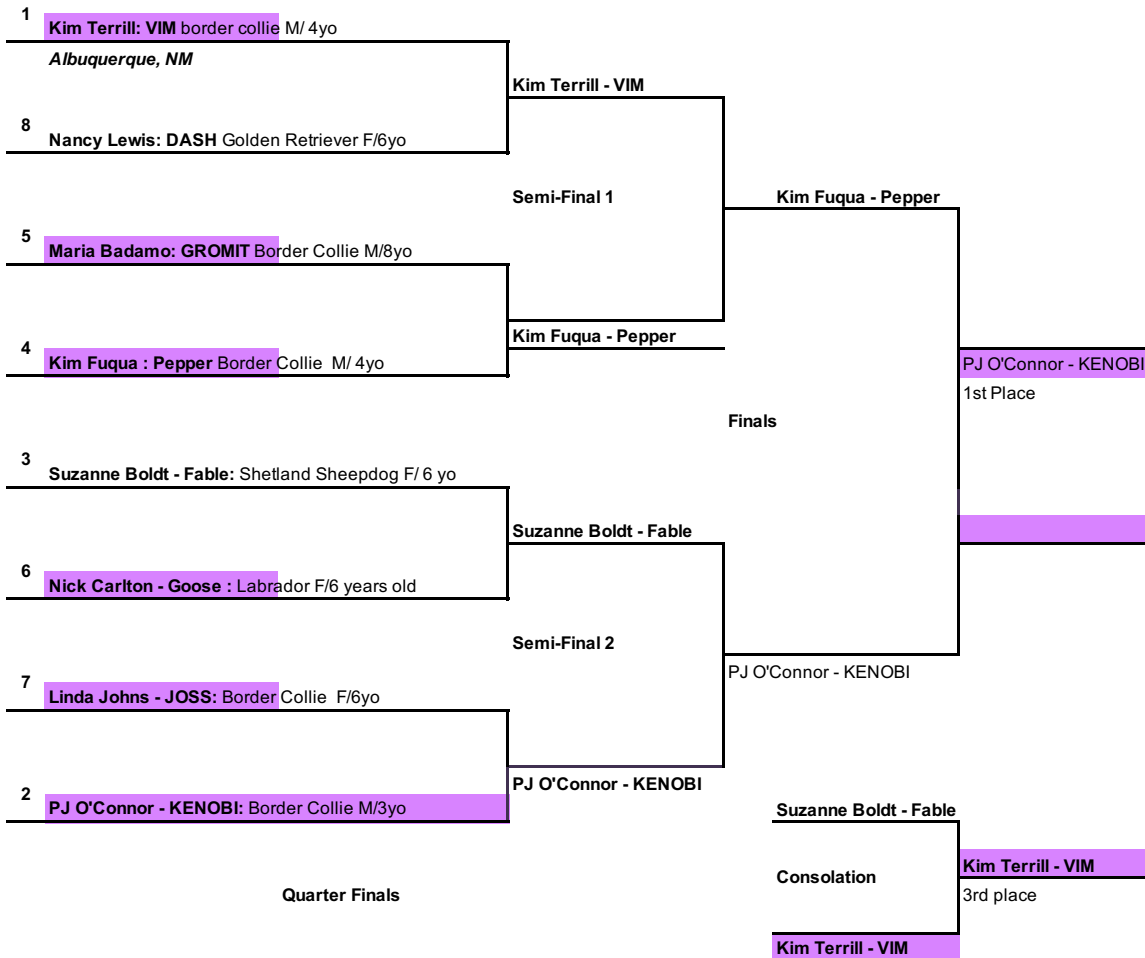 1
Kim Terrill: VIM border collie M/ 4yo
Albuquerque, NM
Kim Terrill - VIM
8
Nancy Lewis: DASH Golden Retriever F/6yo
Semi-Final 1
Kim Fuqua - Pepper
5
Maria Badamo: GROMIT Border Collie M/8yo
Kim Fuqua - Pepper
4
Kim Fuqua : Pepper Border Collie M/ 4yo
PJ O'Connor - KENOBI
1st Place
Finals
3
Suzanne Boldt - Fable: Shetland Sheepdog F/ 6 yo
Suzanne Boldt - Fable
6
Nick Carlton - Goose : Labrador F/6 years old
Semi-Final 2
PJ O'Connor - KENOBI
7
Linda Johns - JOSS: Border Collie F/6yo
PJ O'Connor - KENOBI
2
PJ O'Connor - KENOBI: Border Collie M/3yo
Suzanne Boldt - Fable
Kim Terrill - VIM
Consolation
3rd place
Quarter Finals
Kim Terrill - VIM